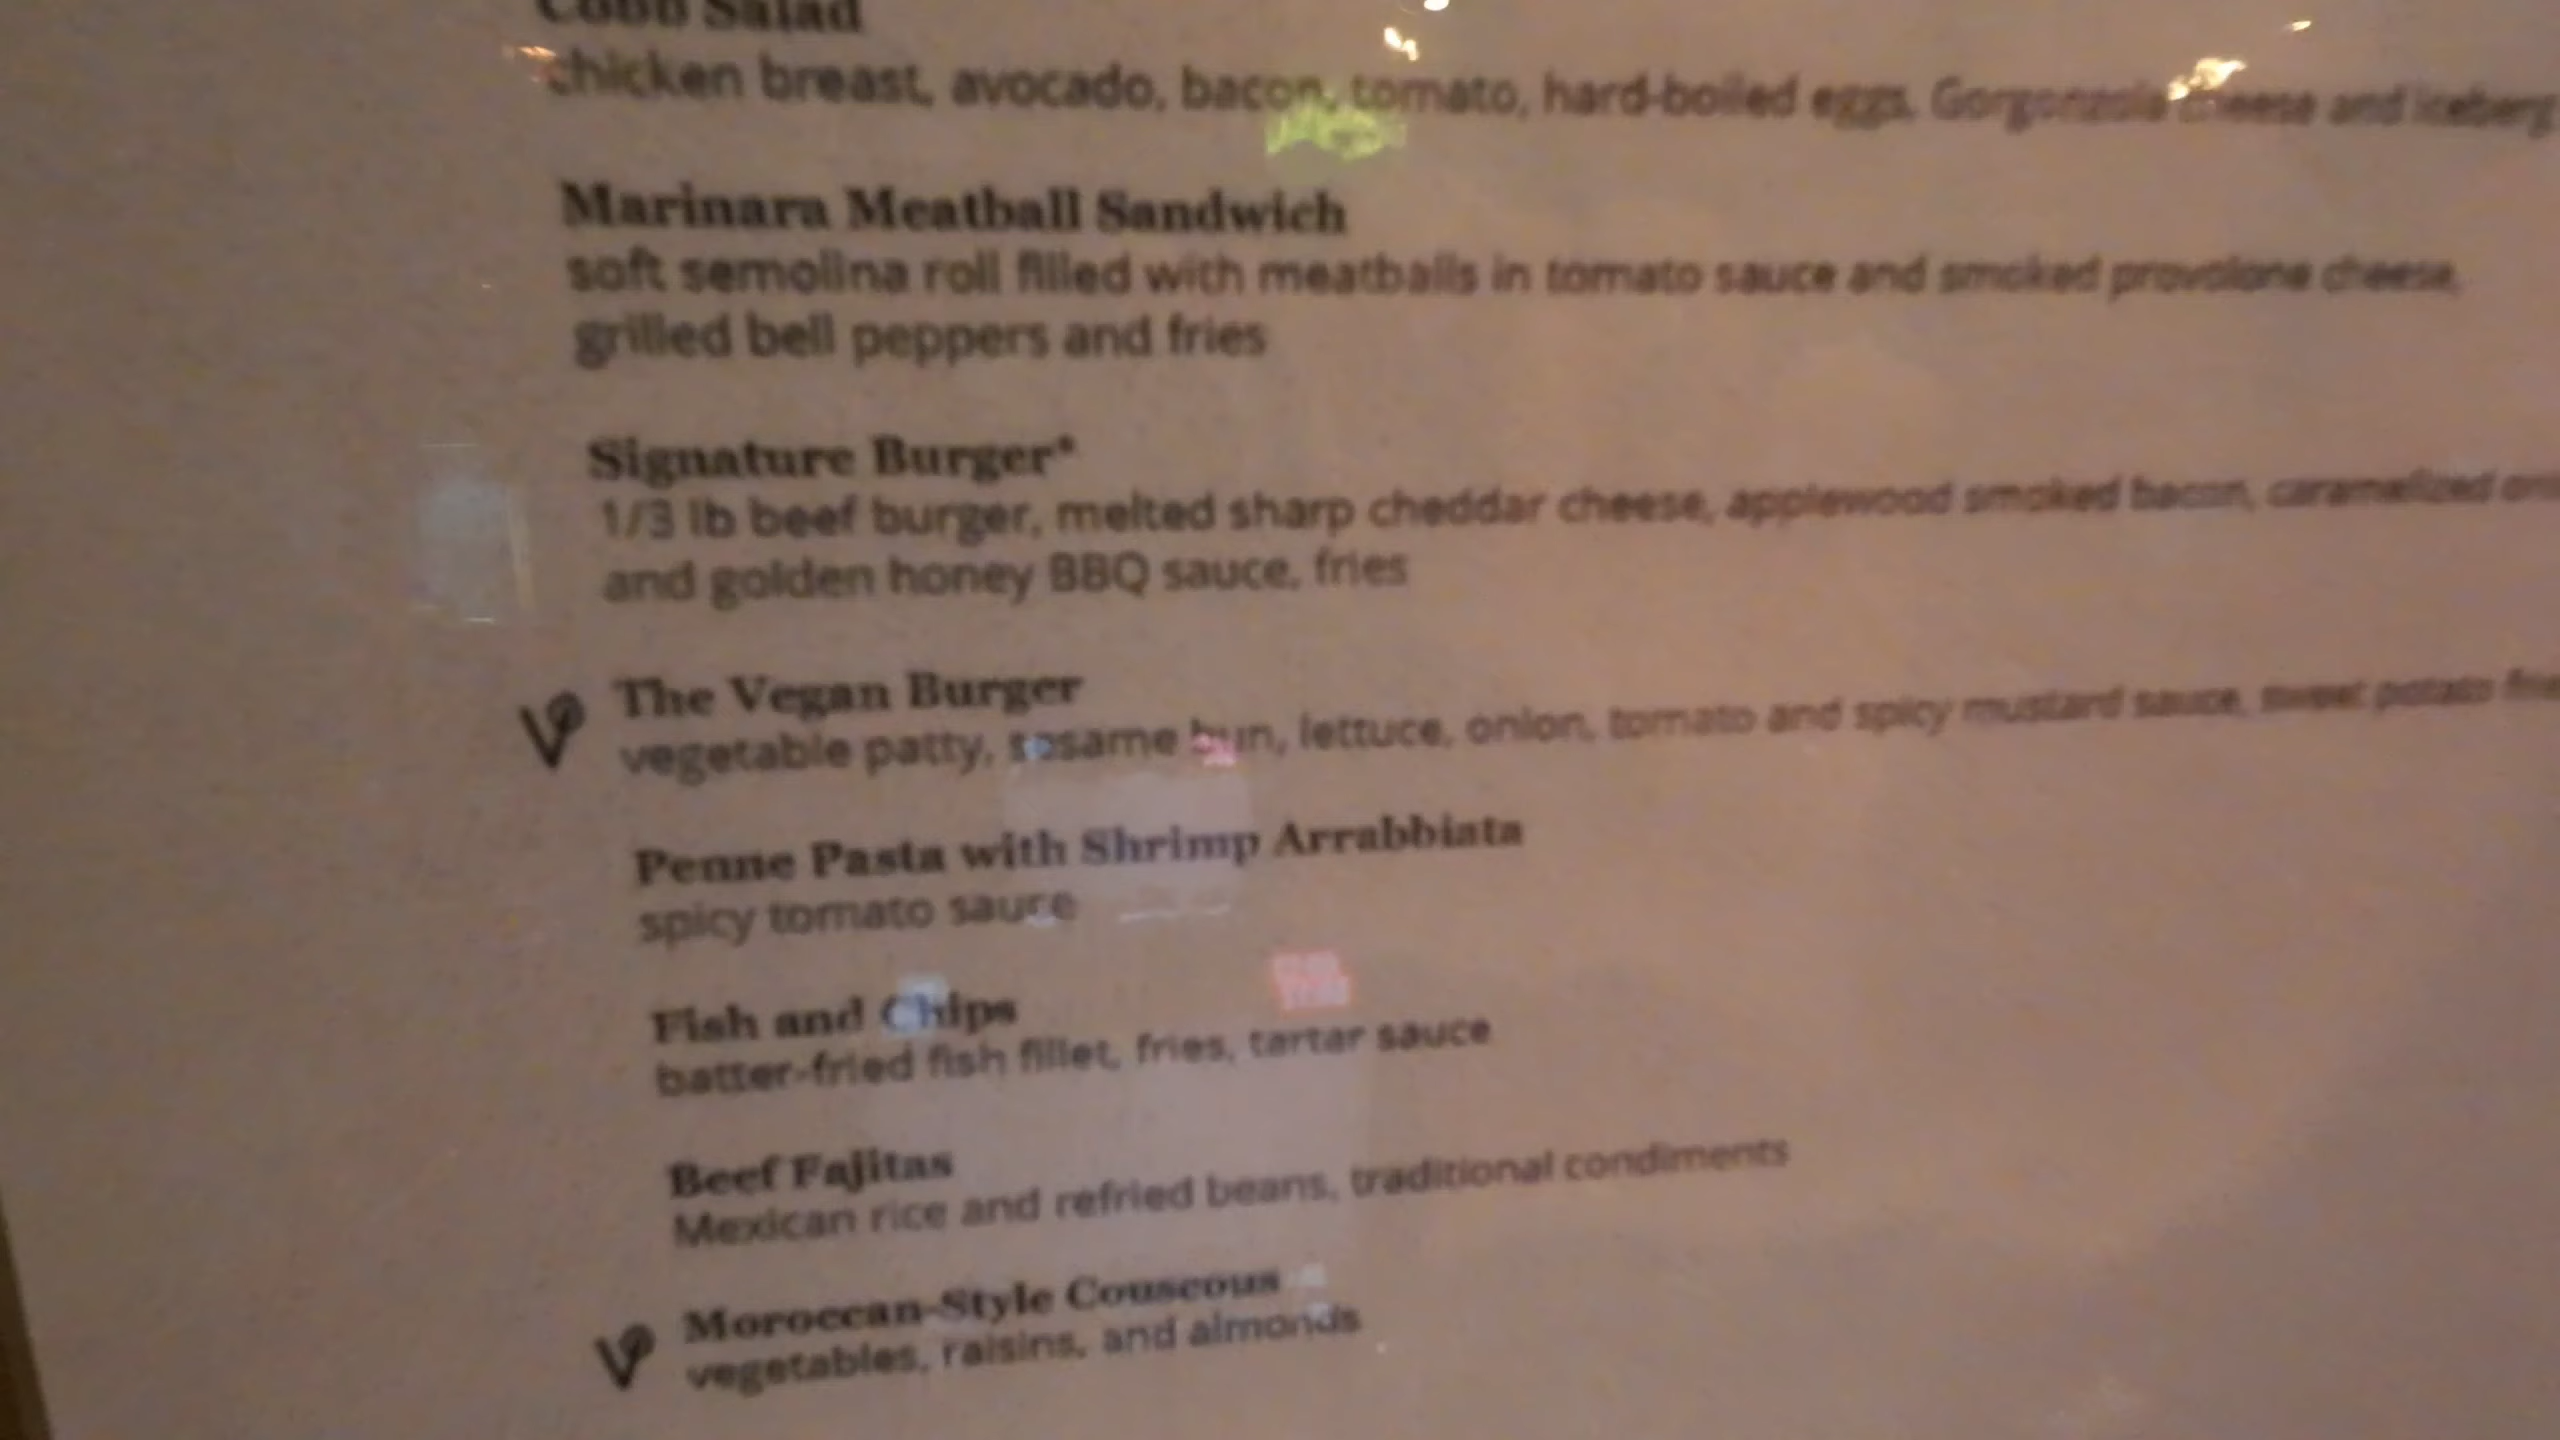 Cobb Salad
chicken breast, avocado, bacon, tomato, hard-boiled eggs, Gorgonzola cheese and iceberg
Marinara Meatball Sandwich
soft semolina roll filled with meatballs in tomato sauce and smoked provolone cheese,
grilled bell peppers and fries
Signature Burger*
1/3 lb beef burger, melted sharp cheddar cheese, applewood smoked bacon, caramelized
and golden honey BBQ sauce, fries
The Vegan Burger
vegetable patty, sesame bun, lettuce, onion, tomato and spicy mustard sauce, sweet potato
Penne Pasta with Shrimp Arrabbiata
spicy tomato sauce
Fish and Chips
batter-fried fish fillet, fries, tartar sauce
Beef Fajitas
Mexican rice and refried beans, traditional condiments
Moroccan-Style Couscous
vegetables, raisins, and almonds